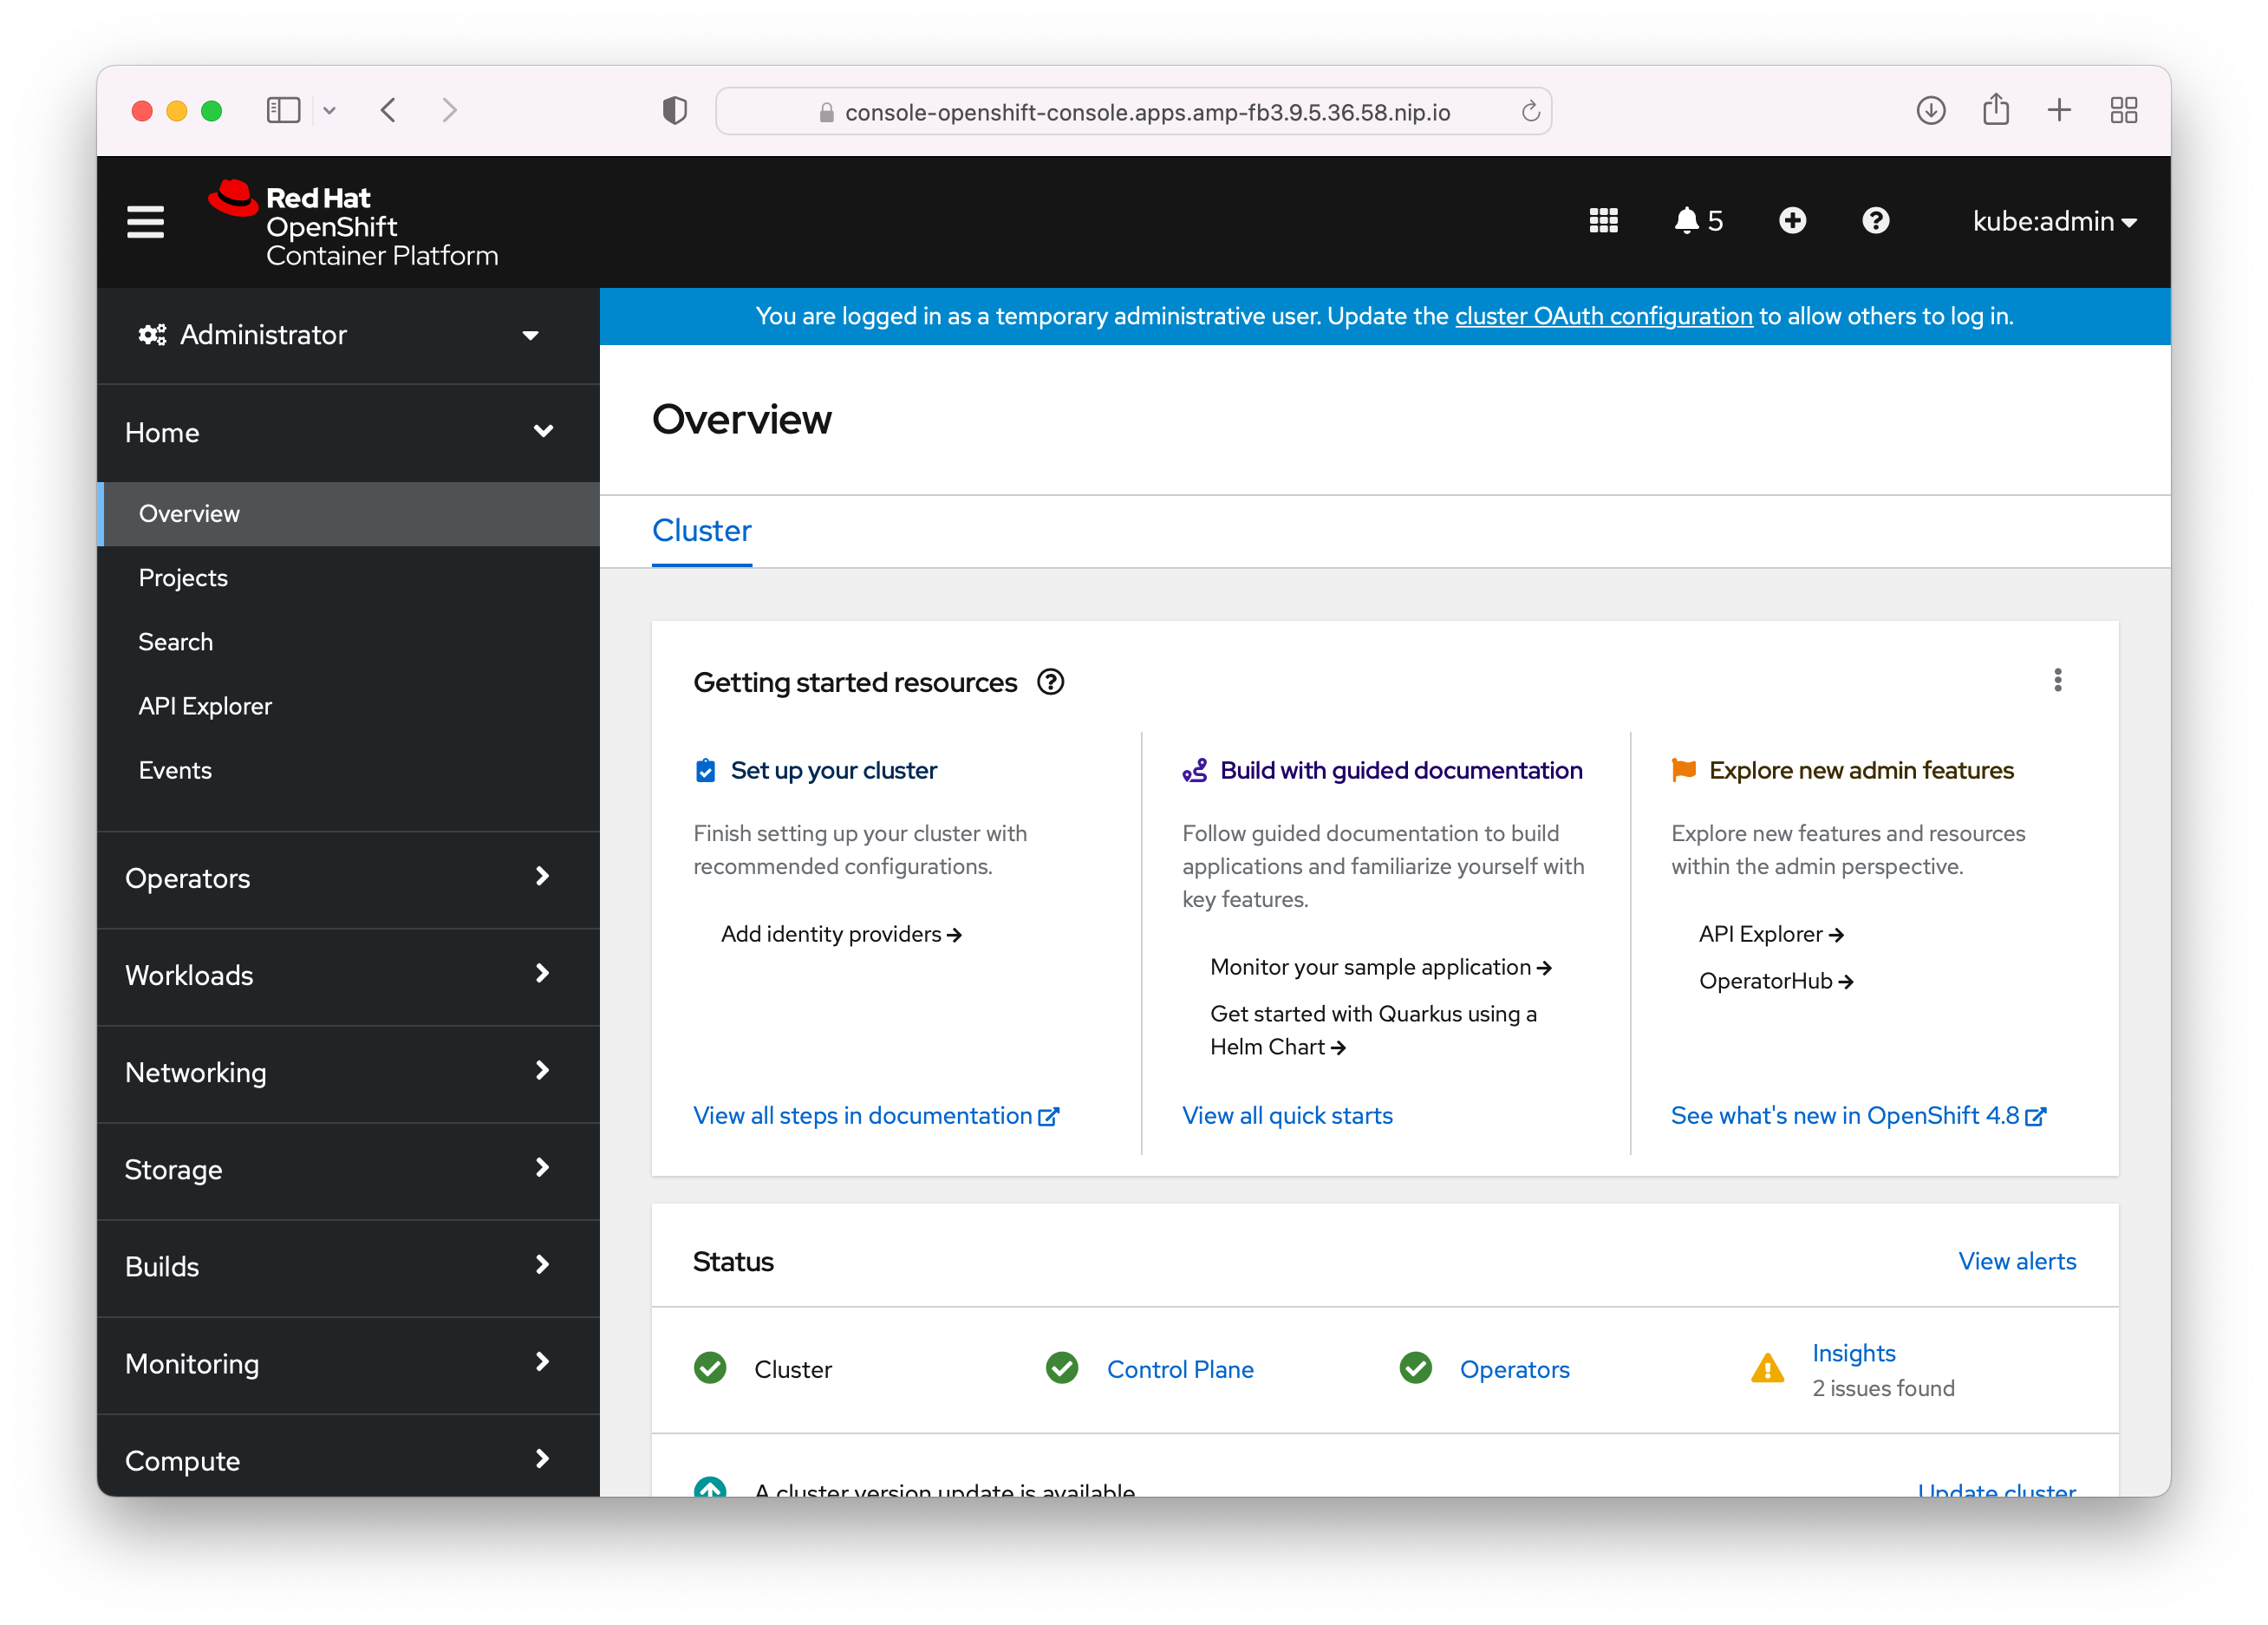 console-openshift-console.apps.amp-fb3.9.5.36.58.nip.io
Red Hat
OpenShift
Container Platform
5
kube:admin
Administrator
You are logged in as a temporary administrative user. Update the cluster OAuth configuration to allow others to log in.
Home
Overview
Projects
Search
API Explorer
Events
Operators
Workloads
Networking
Storage
Builds
Monitoring
Compute
Overview
Cluster
Getting started resources
Set up your cluster
Finish setting up your cluster with
recommended configurations.
Add identity providers
View all steps in documentation
Build with guided documentation
Follow guided documentation to build
applications and familiarize yourself with
key features.
Monitor your sample application
Get started with Quarkus using a
Helm Chart
View all quick starts
Explore new admin features
Explore new features and resources
within the admin perspective.
API Explorer
OperatorHub
See what's new in OpenShift 4.8
Status
View alerts
Cluster
Control Plane
Operators
Insights
2 issues found
A cluster version update is available
Update cluster